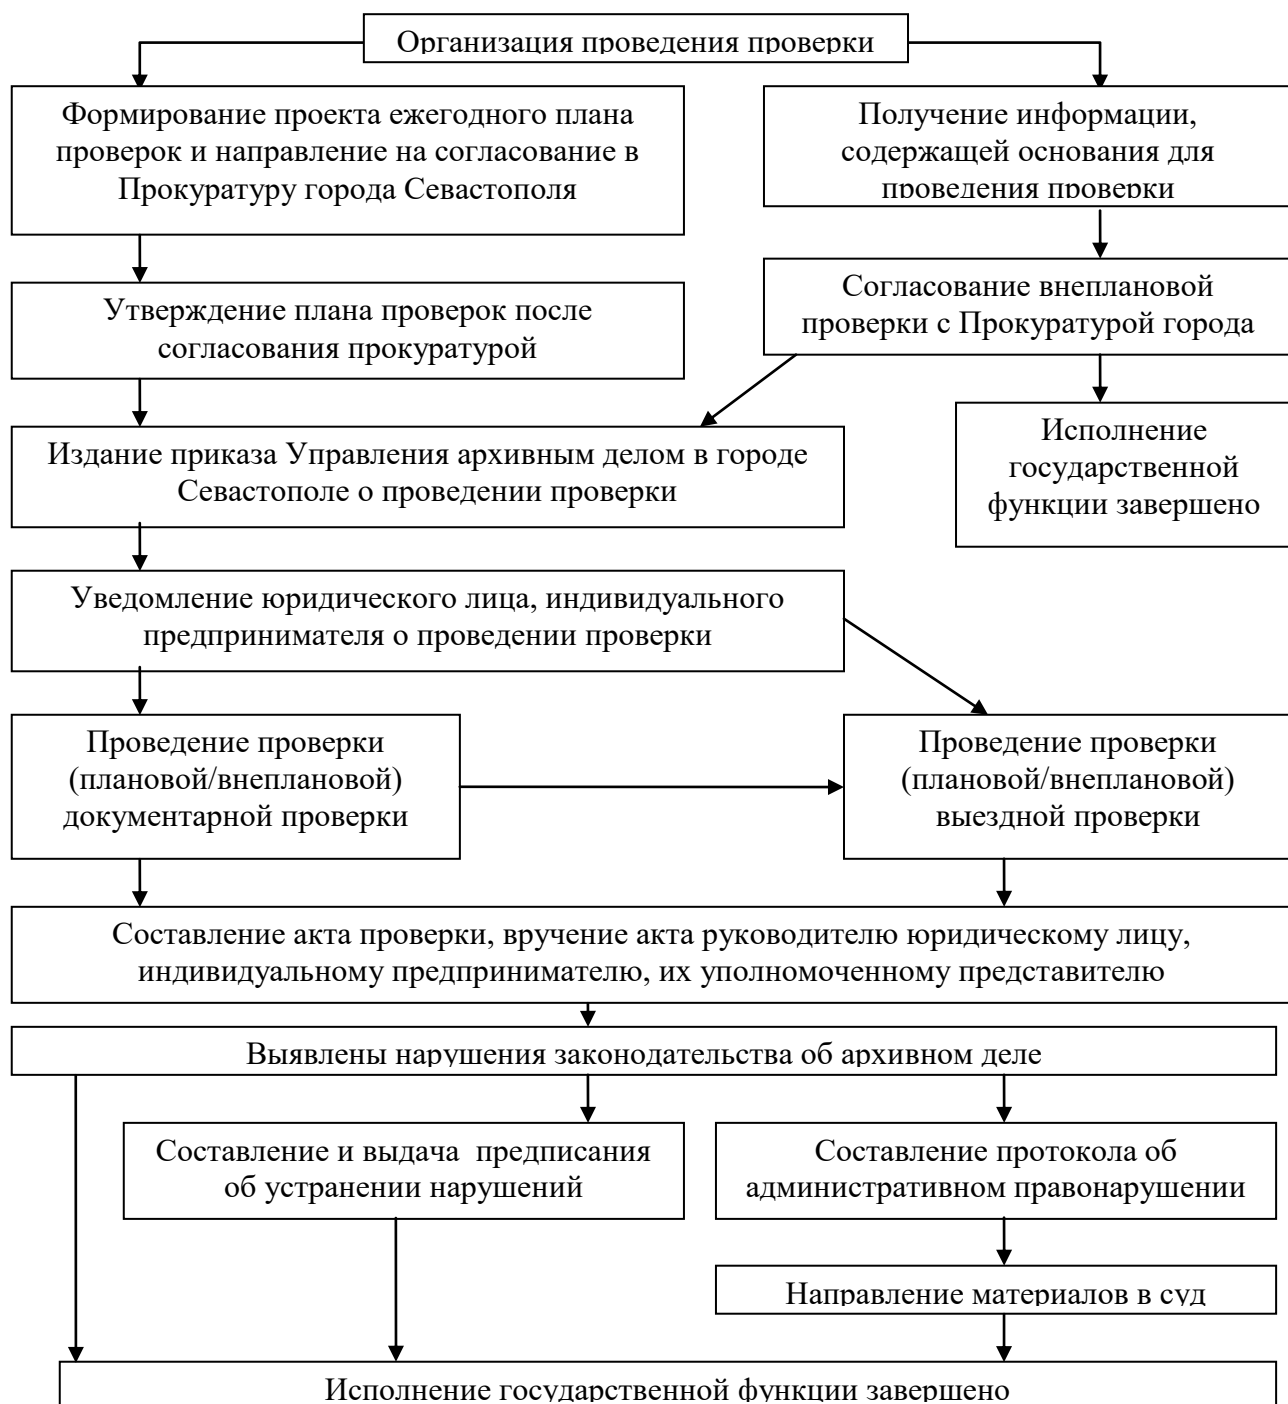 Организация проведения проверки
Формирование проекта ежегодного плана
проверок и направление на согласование в
Прокуратуру города Севастополя
Получение информации,
содержащей основания для
проведения проверки
Утверждение плана проверок после
согласования прокуратурой
Согласование внеплановой
проверки с Прокуратурой города
Издание приказа Управления архивным делом в городе
Севастополе о проведении проверки
Исполнение
государственной
функции завершено
Уведомление юридического лица, индивидуального
предпринимателя о проведении проверки
Проведение проверки
(плановой/внеплановой)
документарной проверки
Проведение проверки
(плановой/внеплановой)
выездной проверки
Составление акта проверки, вручение акта руководителю юридическому лицу,
индивидуальному предпринимателю, их уполномоченному представителю
Выявлены нарушения законодательства об архивном деле
Составление и выдача  предписания
об устранении нарушений
Составление протокола об
административном правонарушении
Направление материалов в суд
Исполнение государственной функции завершено